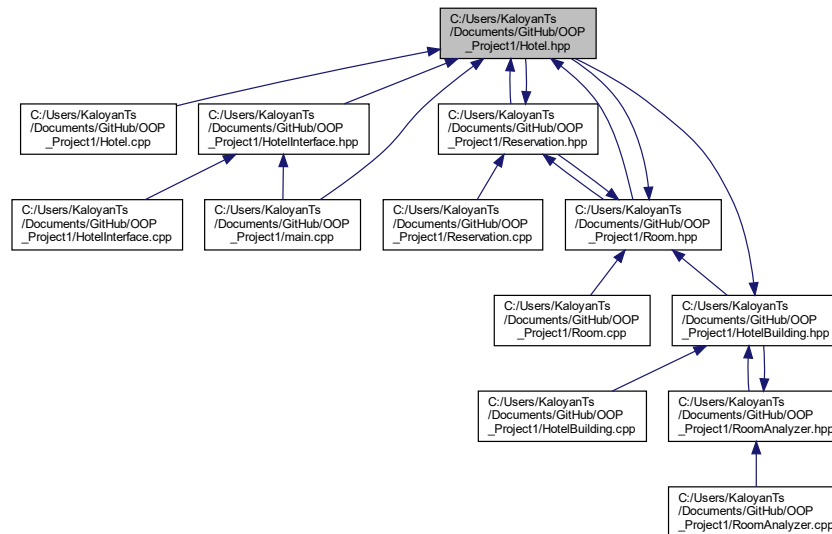 C:/Users/KaloyanTs
/Documents/GitHub/OOP
_Project1/Hotel.hpp
C:/Users/KaloyanTs
/Documents/GitHub/OOP
_Project1/Hotel.cpp
C:/Users/KaloyanTs
/Documents/GitHub/OOP
_Project1/HotelInterface.hpp
C:/Users/KaloyanTs
/Documents/GitHub/OOP
_Project1/Reservation.hpp
C:/Users/KaloyanTs
/Documents/GitHub/OOP
_Project1/HotelInterface.cpp
C:/Users/KaloyanTs
/Documents/GitHub/OOP
_Project1/main.cpp
C:/Users/KaloyanTs
/Documents/GitHub/OOP
_Project1/Reservation.cpp
C:/Users/KaloyanTs
/Documents/GitHub/OOP
_Project1/Room.hpp
C:/Users/KaloyanTs
/Documents/GitHub/OOP
_Project1/Room.cpp
C:/Users/KaloyanTs
/Documents/GitHub/OOP
_Project1/HotelBuilding.hpp
C:/Users/KaloyanTs
/Documents/GitHub/OOP
_Project1/HotelBuilding.cpp
C:/Users/KaloyanTs
/Documents/GitHub/OOP
_Project1/RoomAnalyzer.hpp
C:/Users/KaloyanTs
/Documents/GitHub/OOP
_Project1/RoomAnalyzer.cpp